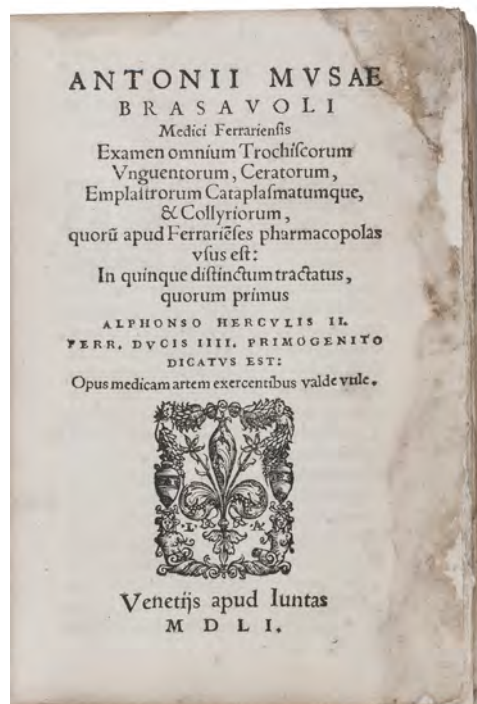 ANTONII MVSAE
BRASAVOLI
Medici Ferrariensis
Examen omnium Trochiscorum
Vnguentorum, Ceratorum,
Emplastrorum Cataplasmatumque,
& Collyriorum,
quorũ apud Ferrariẽses pharmacopolas
vsus est:
In quinque distinctum tractatus,
quorum primus
ALPHONSO HERCVLIS II.
FERR. DVCIS IIII. PRIMOGENITO
DICATVS EST:
Opus medicam artem exercentibus valde vtile.
L. A.
Venetijs apud Iuntas
M D L I.